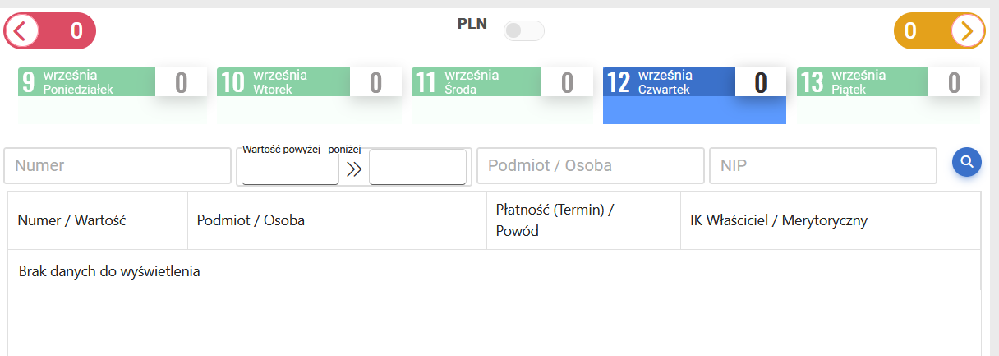 0
PLN
0
9 września
Poniedziałek
0
10 września
Wtorek
0
11 września
Środa
0
12 września
Czwartek
0
13 września
Piątek
0
Numer
Wartość powyżej - poniżej
Podmiot / Osoba
NIP
Numer / Wartość
Podmiot / Osoba
Płatność (Termin) /
Powód
IK Właściciel / Merytoryczny
Brak danych do wyświetlenia